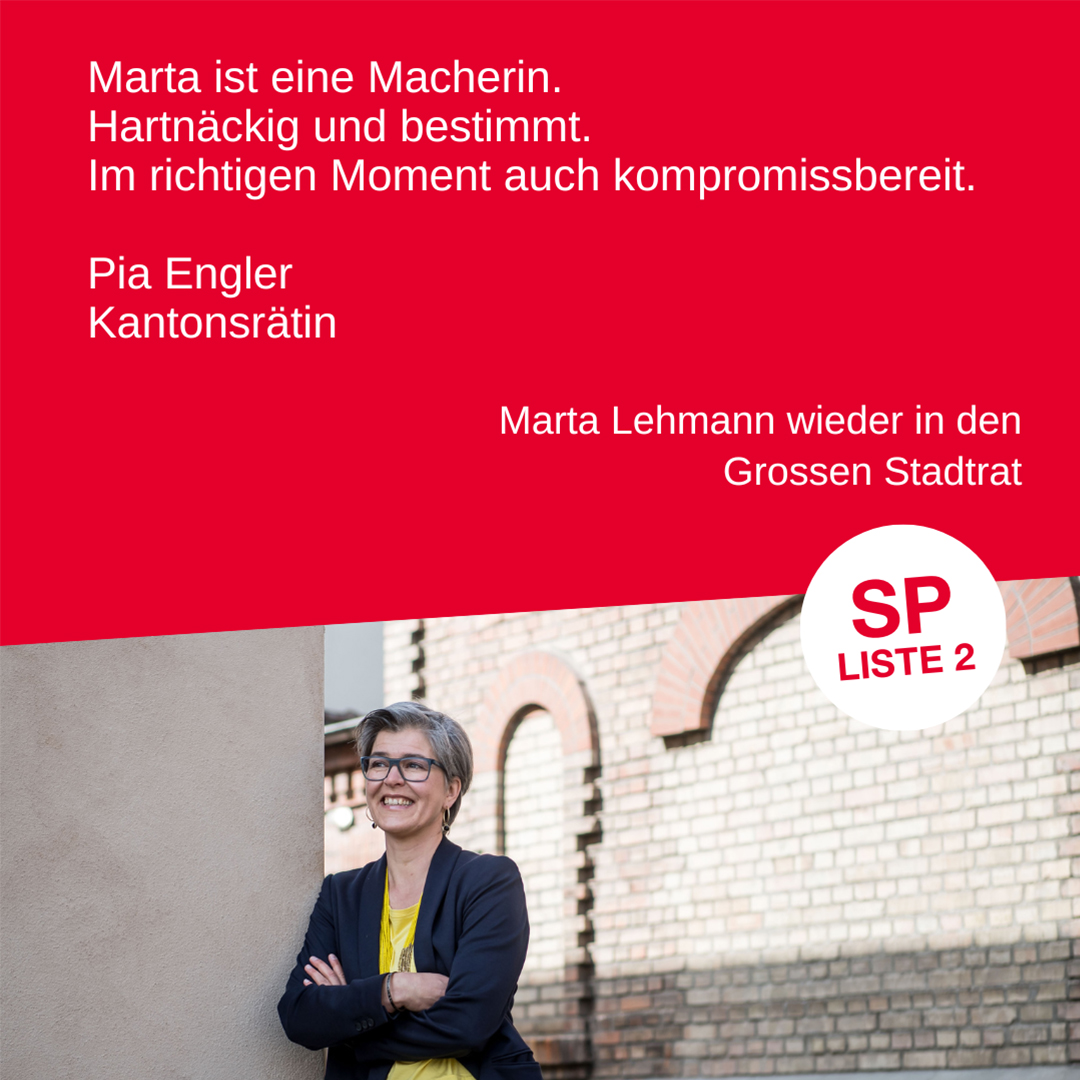 Marta ist eine Macherin.
Hartnäckig und bestimmt.
Im richtigen Moment auch kompromissbereit.
Pia Engler
Kantonsrätin
Marta Lehmann wieder in den
Grossen Stadtrat
SP
LISTE 2